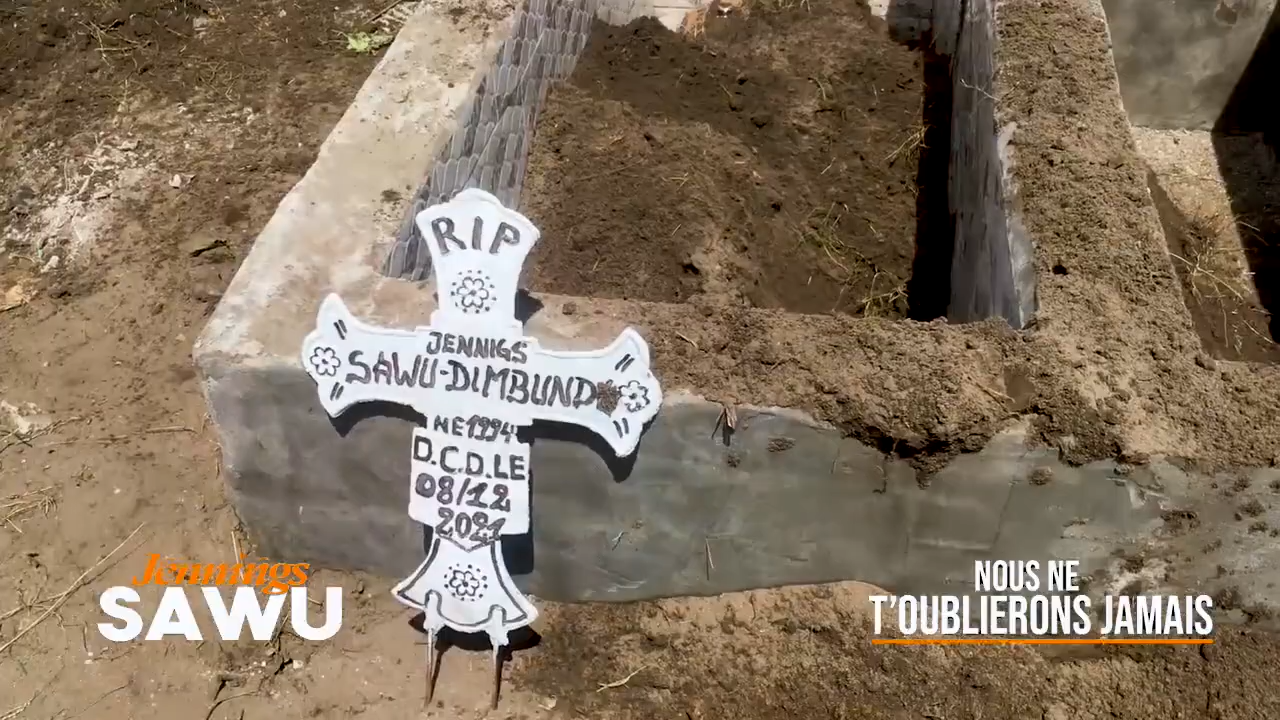 RIP
JENNIGS
SAWU-DIMBUND
NE 1994
D.C.D.LE
08/12
2021
Jennings
SAWU
NOUS NE
T'OUBLIERONS JAMAIS